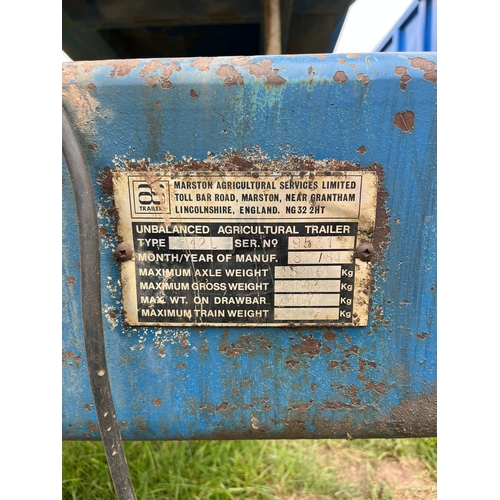 as
TRAILER
MARSTON AGRICULTURAL SERVICES LIMITED
TOLL BAR ROAD, MARSTON, NEAR GRANTHAM
LINCOLNSHIRE, ENGLAND. NG32 2HT
UNBALANCED AGRICULTURAL TRAILER
TYPE SER. Nº
MONTH/YEAR OF MANUF.
MAXIMUM AXLE WEIGHT Kg
MAXIMUM GROSS WEIGHT Kg
MAX. WT. ON DRAWBAR Kg
MAXIMUM TRAIN WEIGHT Kg